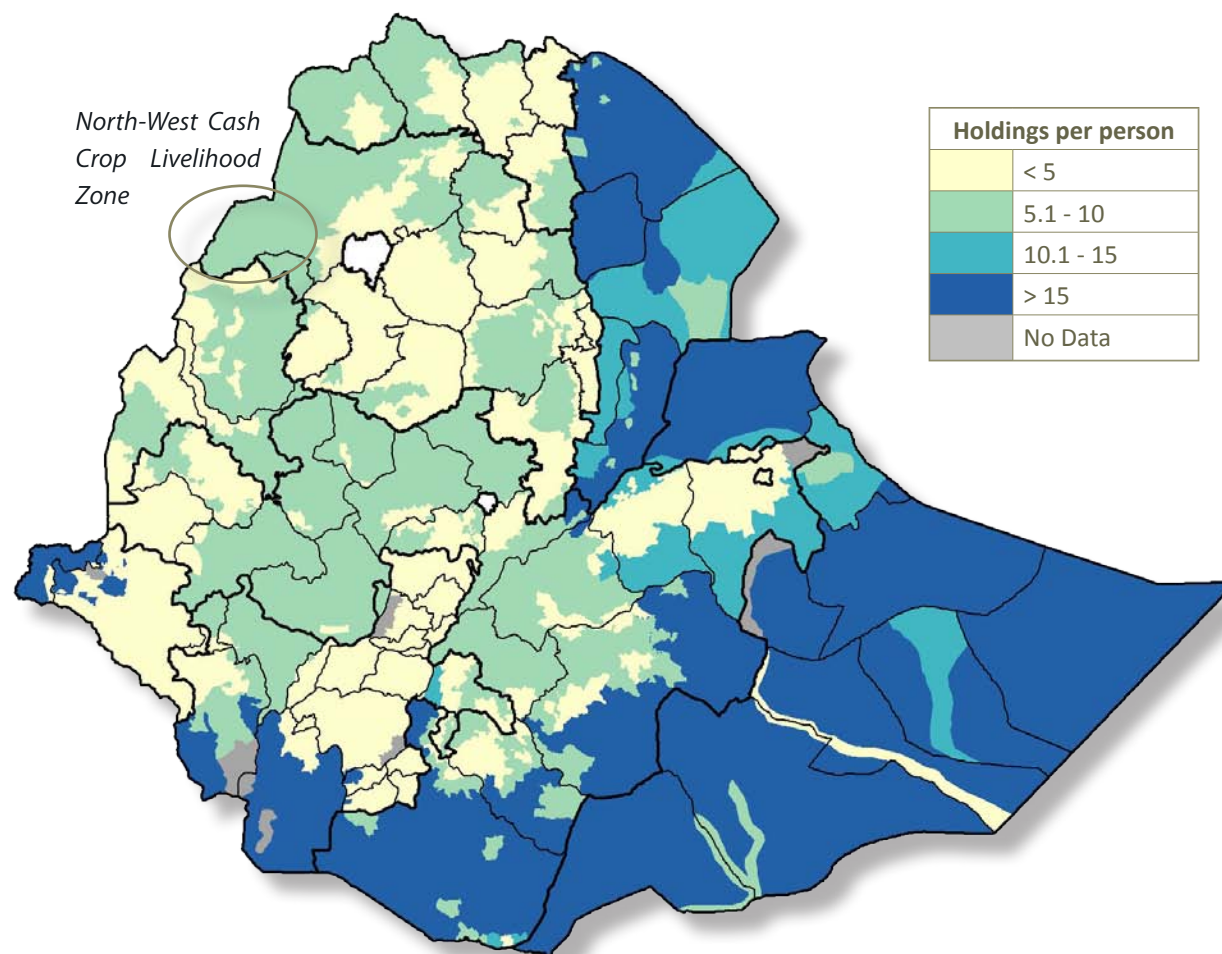 North-West Cash
Crop Livelihood
Zone
Holdings per person
< 5
5.1 - 10
10.1 - 15
> 15
No Data